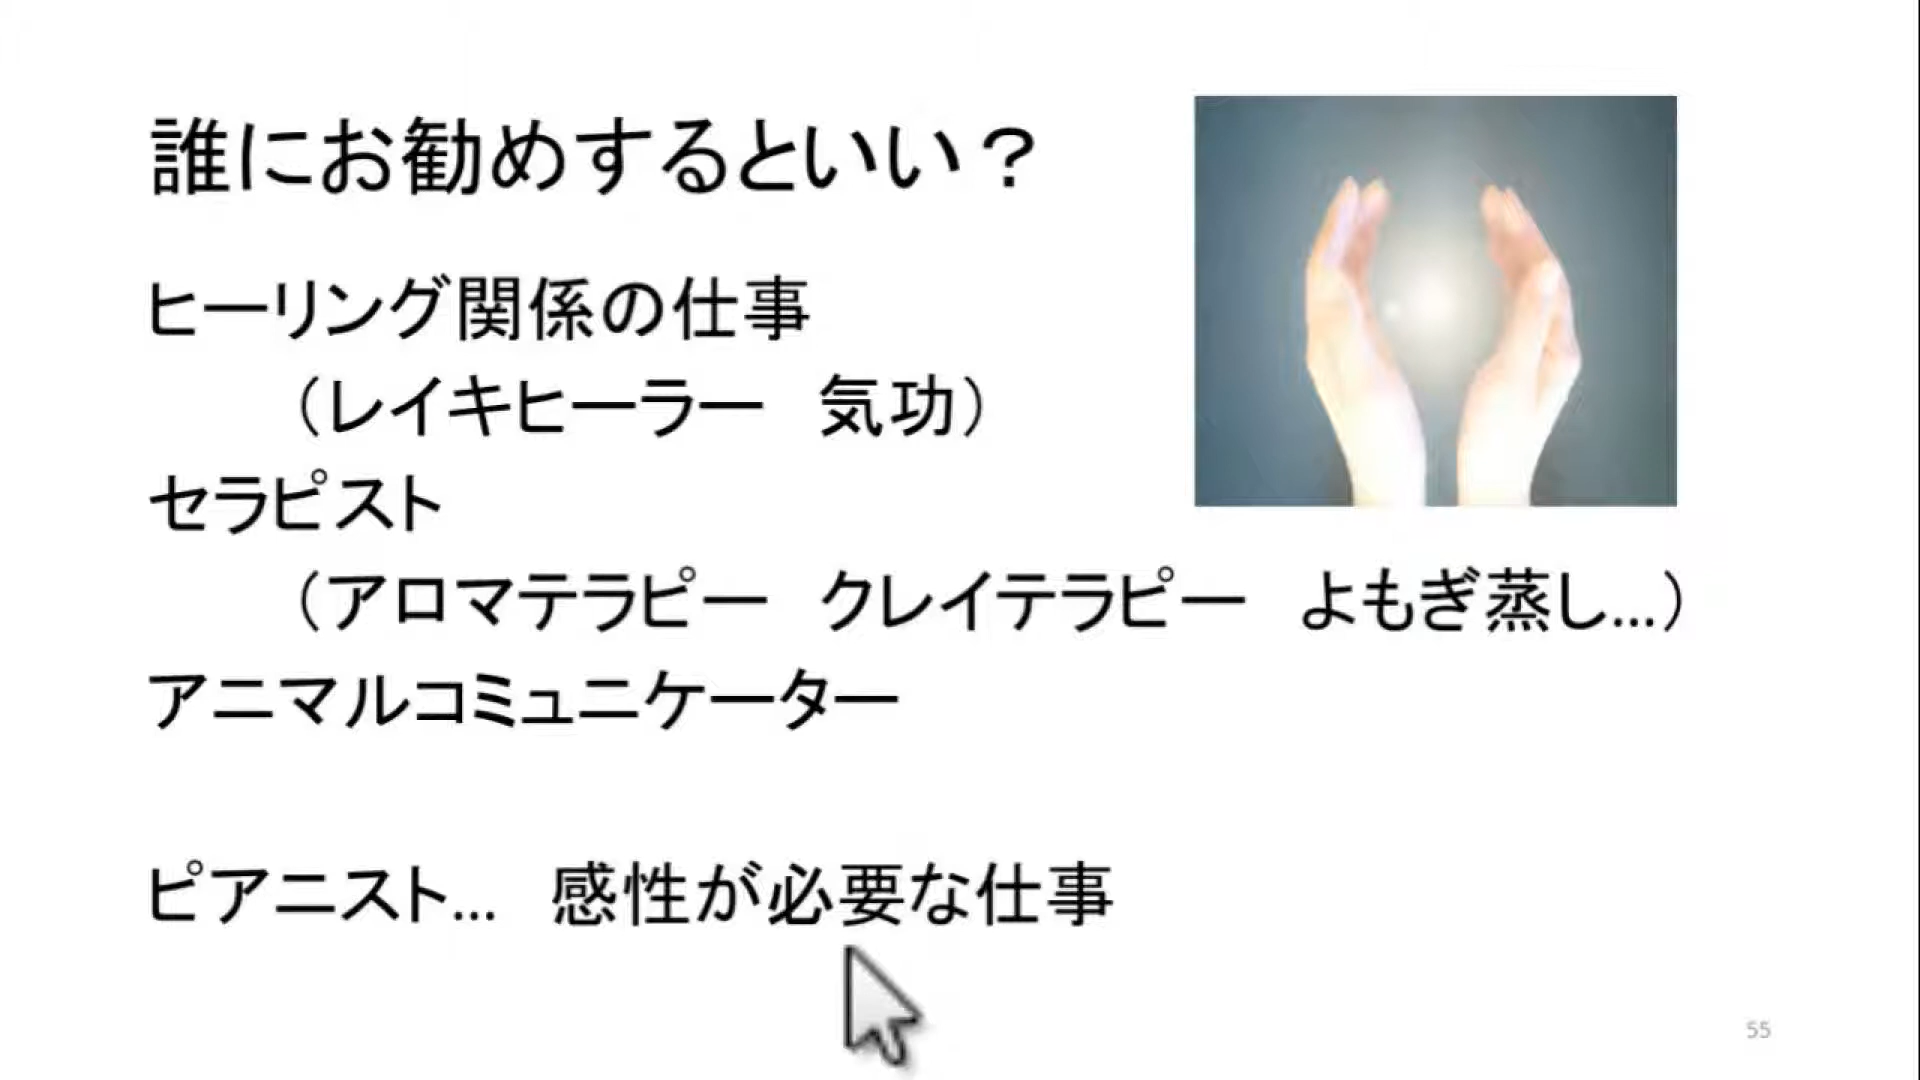 誰にお勧めするといい？
ヒーリング関係の仕事
（レイキヒーラー　気功）
セラピスト
（アロマテラピー　クレイテラピー　よもぎ蒸し…）
アニマルコミュニケーター
ピアニスト…　感性が必要な仕事
55